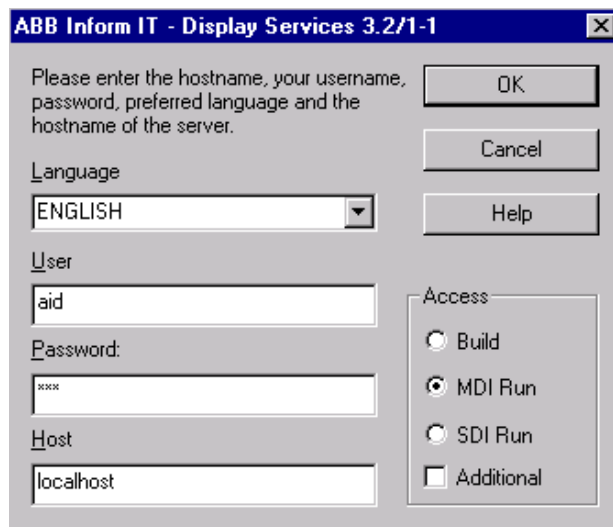 ABB Inform IT - Display Services 3.2/1-1
Please enter the hostname, your username,
password, preferred language and the
hostname of the server.
OK
Cancel
Help
Language
ENGLISH
User
aid
Password:
***
Host
localhost
Access
Build
MDI Run
SDI Run
Additional